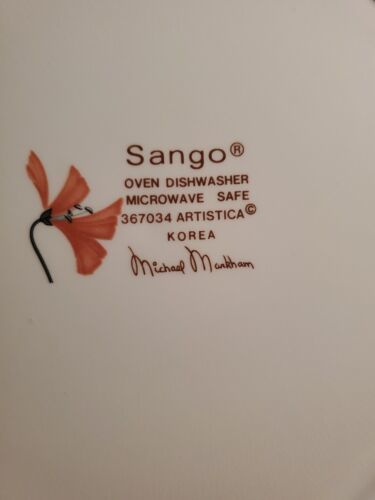 Sango®
OVEN DISHWASHER
MICROWAVE SAFE
367034 ARTISTICA©
KOREA
Michael Markham